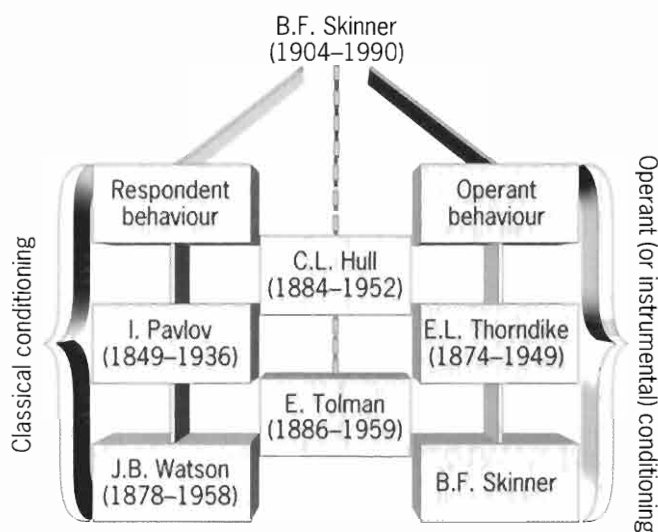 B.F. Skinner
(1904–1990)
Respondent
behaviour
Operant
behaviour
C.L. Hull
(1884–1952)
I. Pavlov
(1849–1936)
E.L. Thorndike
(1874–1949)
E. Tolman
(1886–1959)
J.B. Watson
(1878–1958)
B.F. Skinner
Classical conditioning
Operant (or instrumental) conditioning